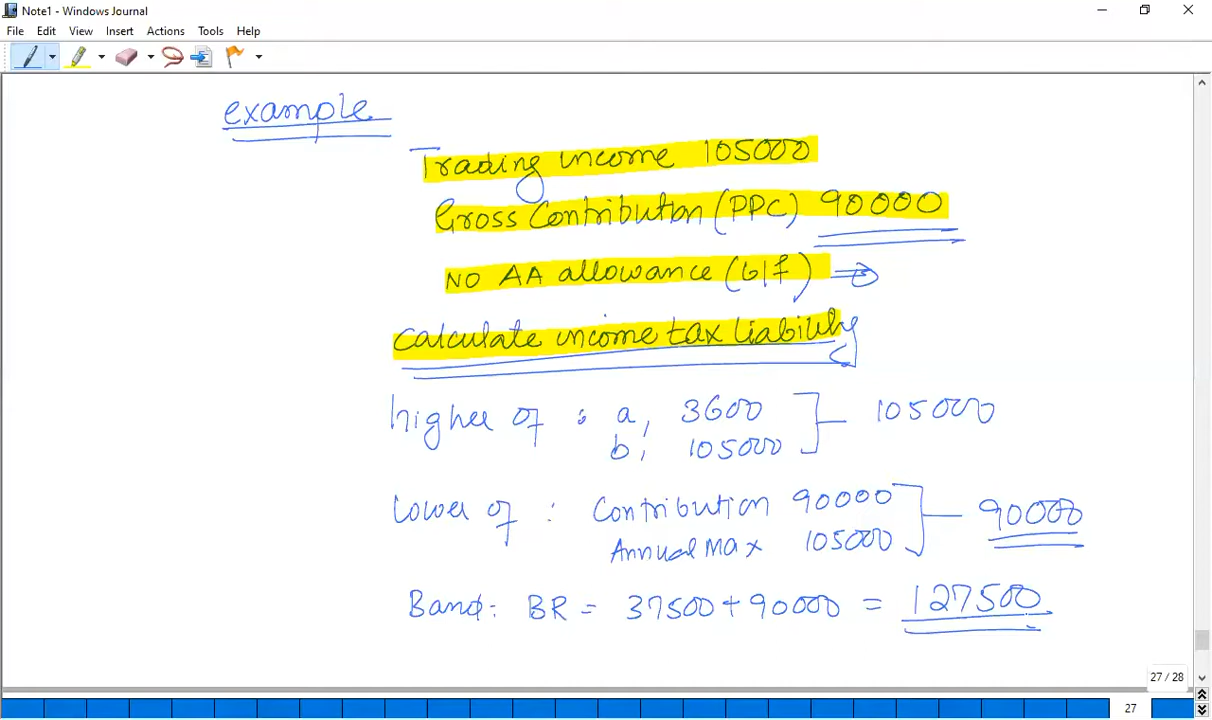 Note1 - Windows Journal
File Edit View Insert Actions Tools Help
example
Trading income 105000
Gross Contribution (PPC) 90000
NO AA allowance (b/f) ⇒
Calculate income tax liability
higher of : a, 3600
105000
b, 105000
Lower of : Contribution 90000
90000
Annual Max 105000
Band: BR = 37500 + 90000 = 127500
27 / 28
27